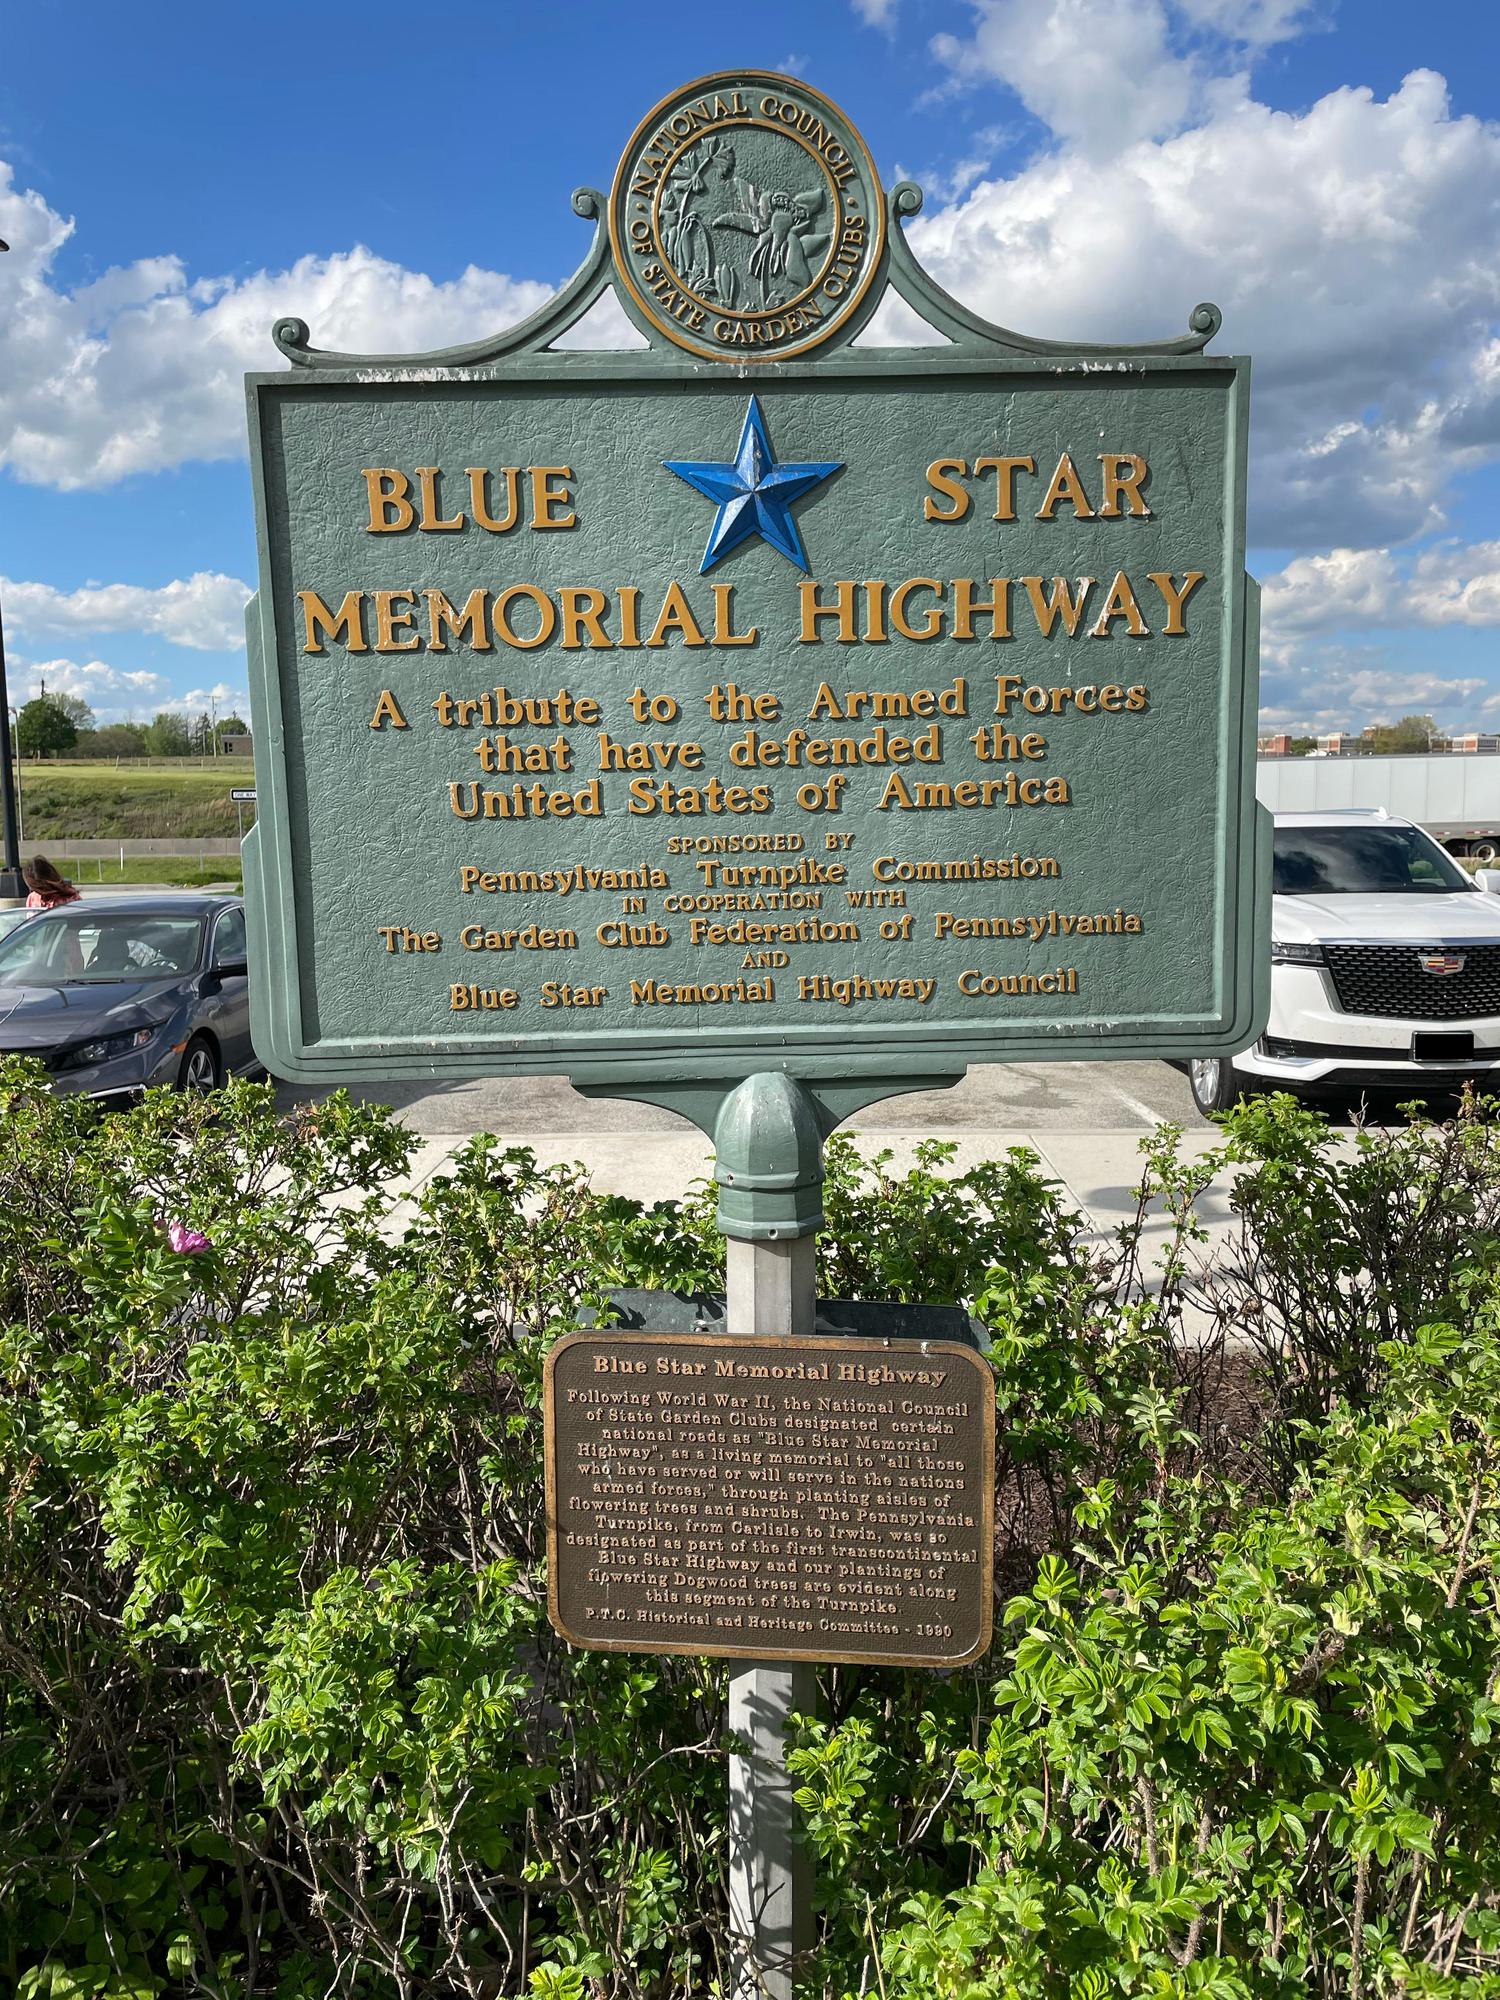 NATIONAL COUNCIL
OF STATE GARDEN CLUBS
BLUE STAR
MEMORIAL HIGHWAY
A tribute to the Armed Forces
that have defended the
United States of America
SPONSORED BY
Pennsylvania Turnpike Commission
IN COOPERATION WITH
The Garden Club Federation of Pennsylvania
AND
Blue Star Memorial Highway Council
Blue Star Memorial Highway
Following World War II, the National Council
of State Garden Clubs designated certain
national roads as "Blue Star Memorial
Highway", as a living memorial to "all those
who have served or will serve in the nations
armed forces," through planting aisles of
flowering trees and shrubs. The Pennsylvania
Turnpike, from Carlisle to Irwin, was so
designated as part of the first transcontinental
Blue Star Highway and our plantings of
flowering Dogwood trees are evident along
this segment of the Turnpike.
P.T.C. Historical and Heritage Committee - 1990